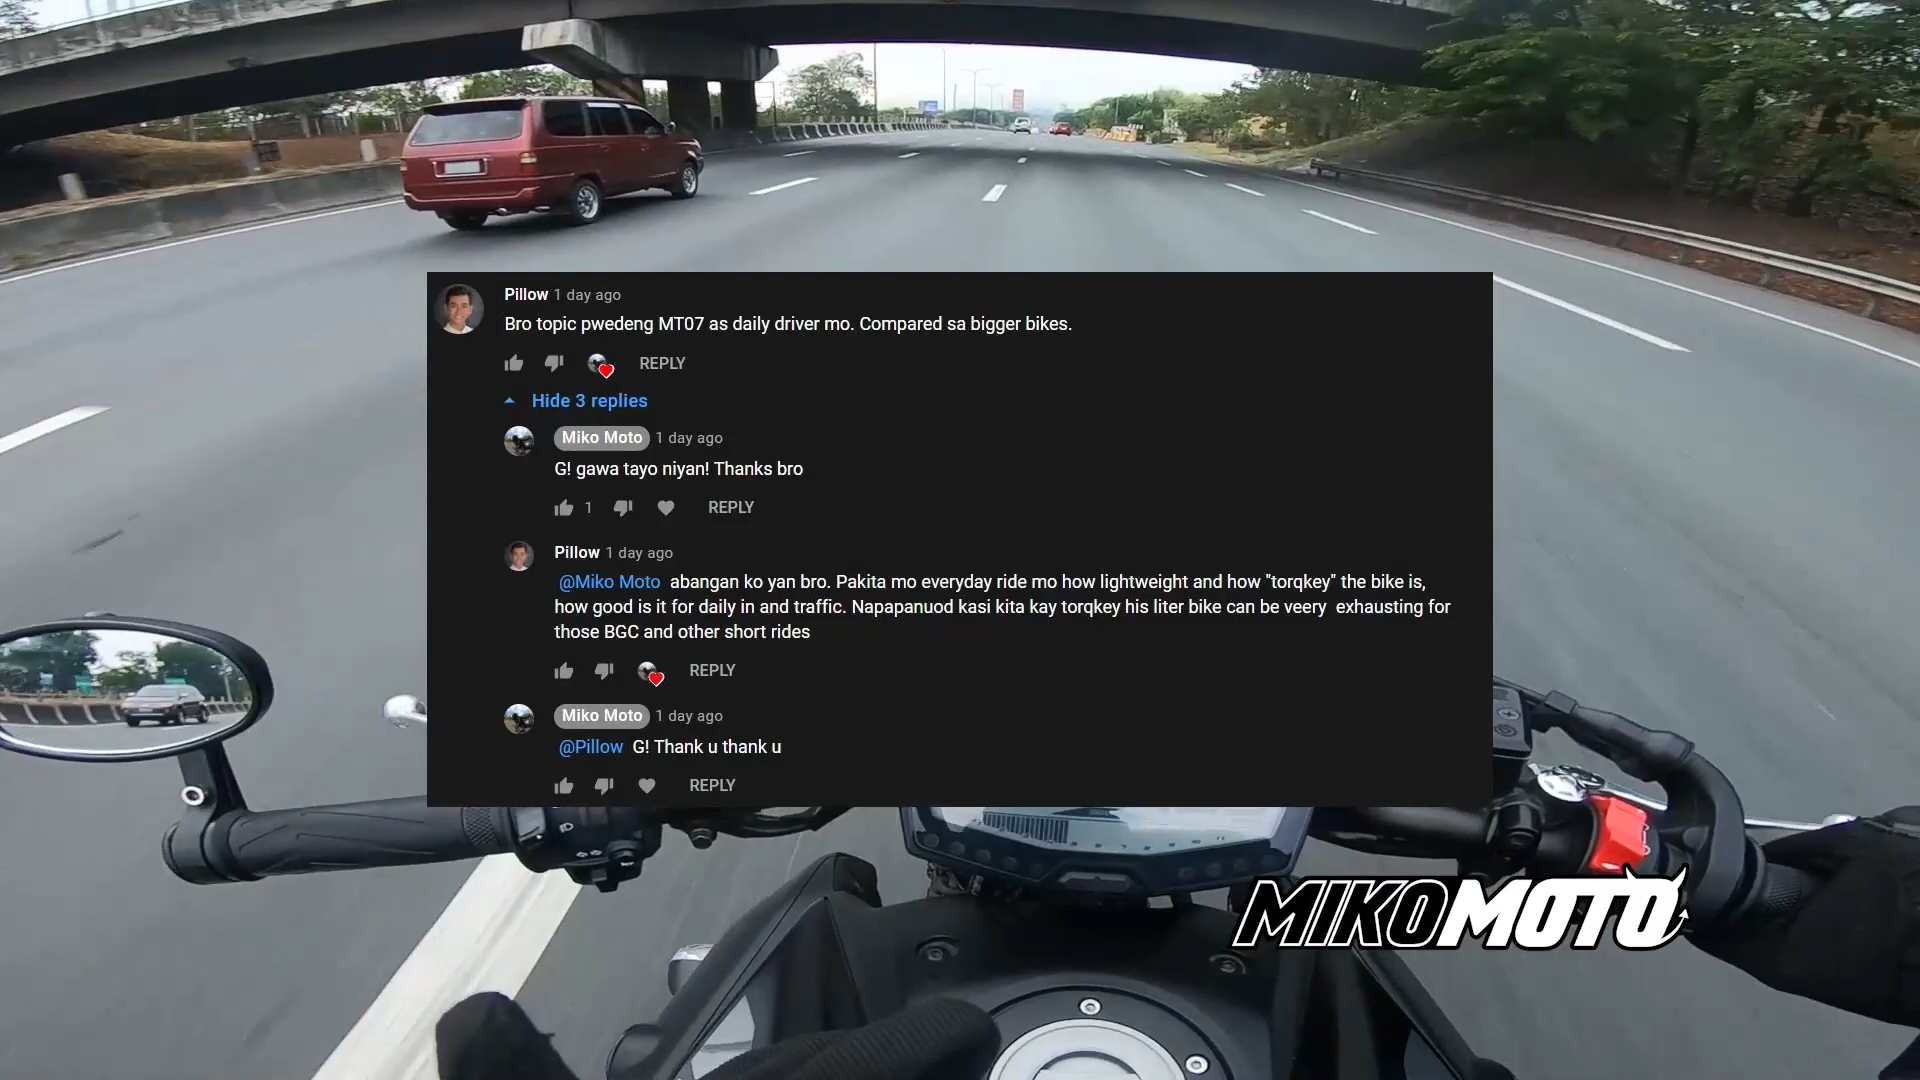 Pillow 1 day ago
Bro topic pwedeng MT07 as daily driver mo. Compared sa bigger bikes.
REPLY
Hide 3 replies
Miko Moto 1 day ago
G! gawa tayo niyan! Thanks bro
1 REPLY
Pillow 1 day ago
@Miko Moto abangan ko yan bro. Pakita mo everyday ride mo how lightweight and how "torqkey" the bike is,
how good is it for daily in and traffic. Napapanuod kasi kita kay torqkey his liter bike can be veery exhausting for
those BGC and other short rides
REPLY
Miko Moto 1 day ago
@Pillow G! Thank u thank u
REPLY
MIKOMOTO